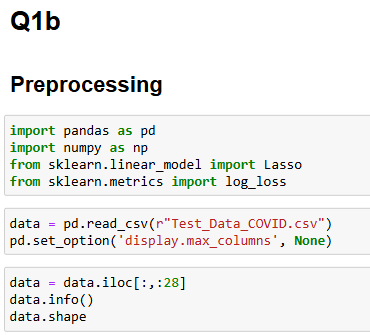 Q1b
Preprocessing
import pandas as pd
import numpy as np
from sklearn.linear_model import Lasso
from sklearn.metrics import log_loss
data = pd.read_csv(r"Test_Data_COVID.csv")
pd.set_option('display.max_columns', None)
data = data.iloc[:,:28]
data.info()
data.shape